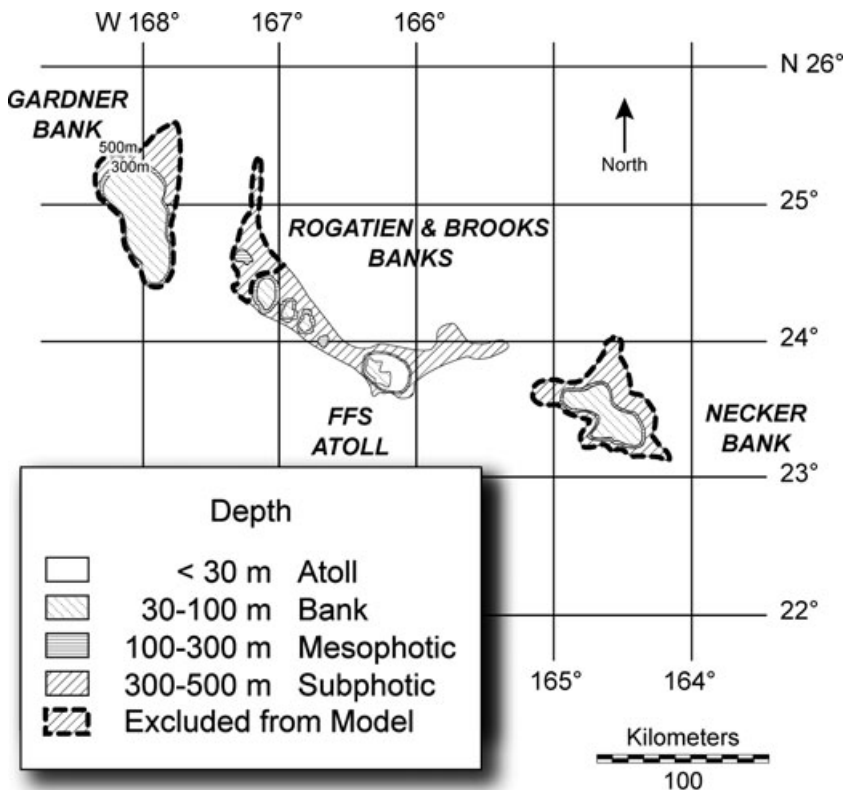 W 168° 167° 166°
N 26°
GARDNER
BANK
500m
300m
North
25°
ROGATIEN & BROOKS
BANKS
24°
FFS
ATOLL
NECKER
BANK
23°
Depth
< 30 m Atoll
30-100 m Bank
100-300 m Mesophotic
300-500 m Subphotic
Excluded from Model
22°
165° 164°
Kilometers
100